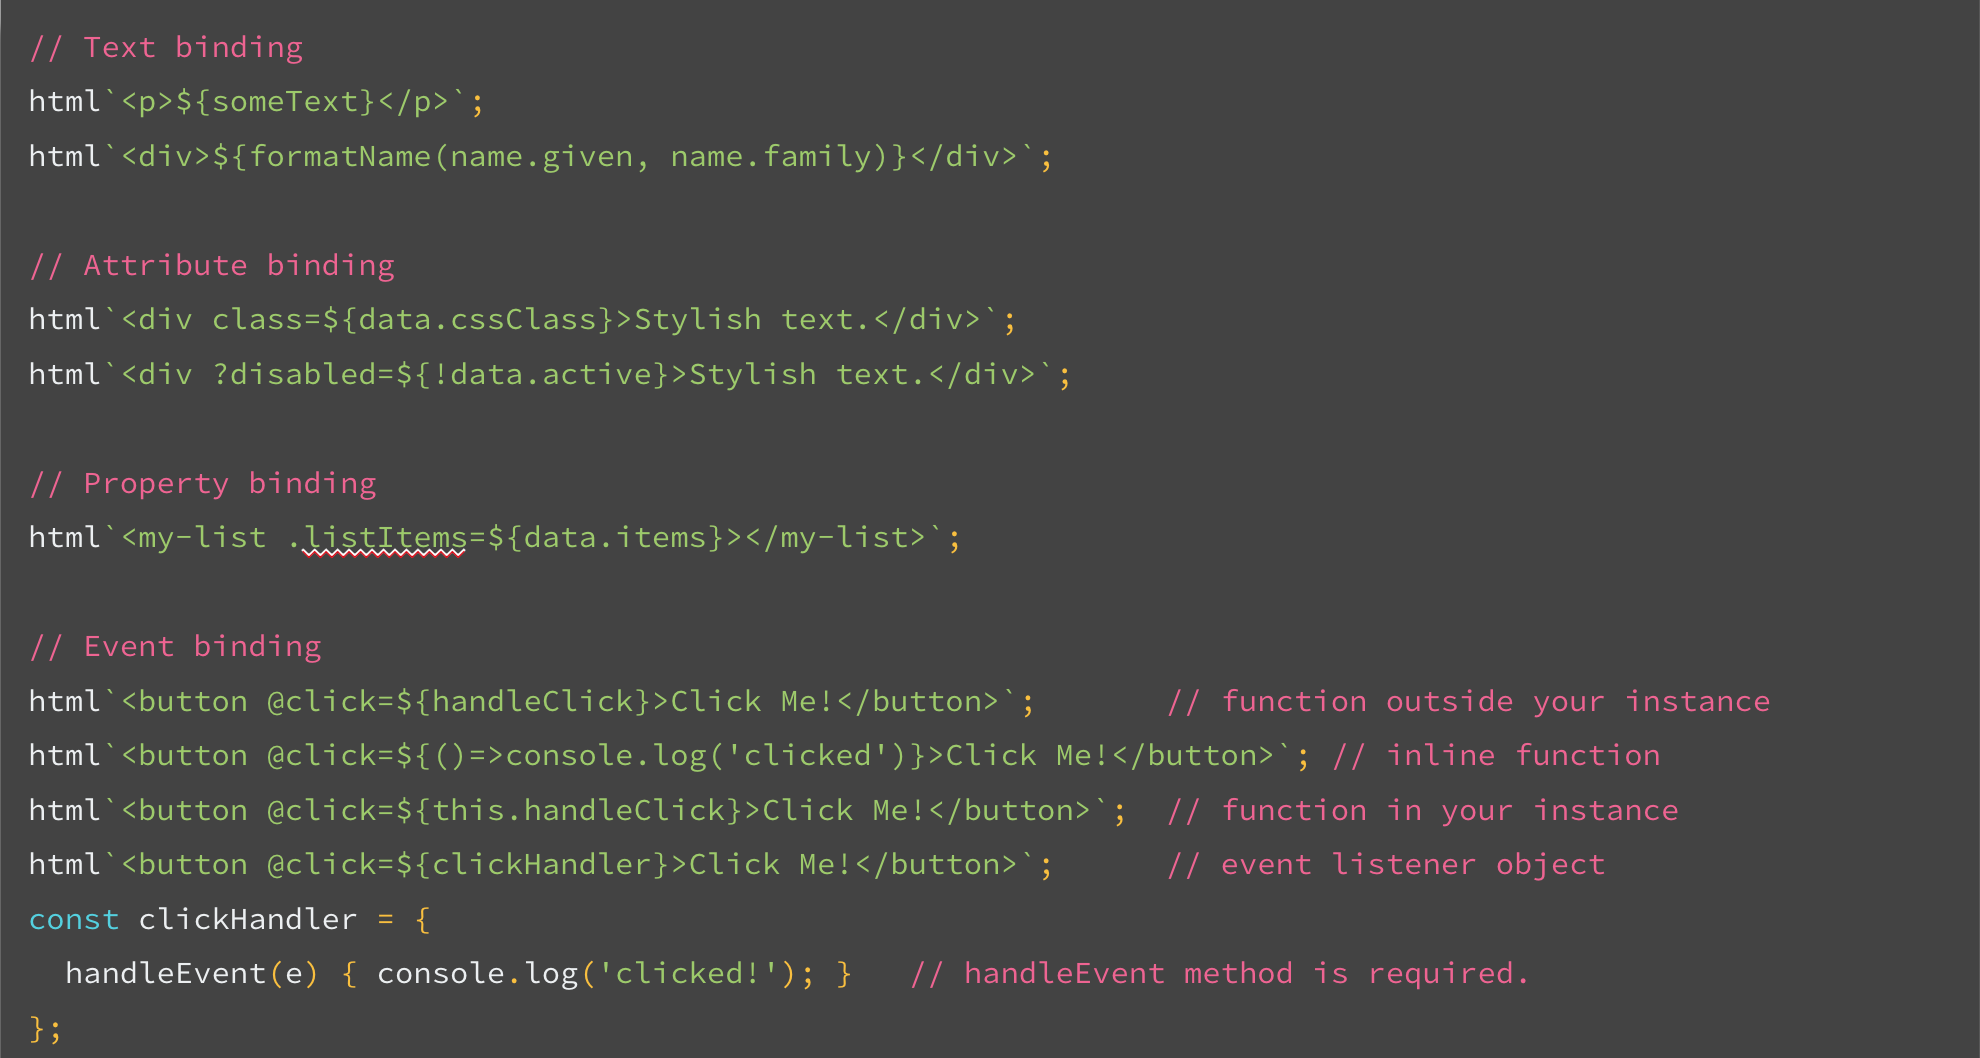 // Text binding
html`<p>${someText}</p>`;
html`<div>${formatName(name.given, name.family)}</div>`;
// Attribute binding
html`<div class=${data.cssClass}>Stylish text.</div>`;
html`<div ?disabled=${!data.active}>Stylish text.</div>`;
// Property binding
html`<my-list .listItems=${data.items}></my-list>`;
// Event binding
html`<button @click=${handleClick}>Click Me!</button>`;       // function outside your instance
html`<button @click=${()=>console.log('clicked')}>Click Me!</button>`; // inline function
html`<button @click=${this.handleClick}>Click Me!</button>`;  // function in your instance
html`<button @click=${clickHandler}>Click Me!</button>`;      // event listener object
const clickHandler = {
  handleEvent(e) { console.log('clicked!'); }   // handleEvent method is required.
};